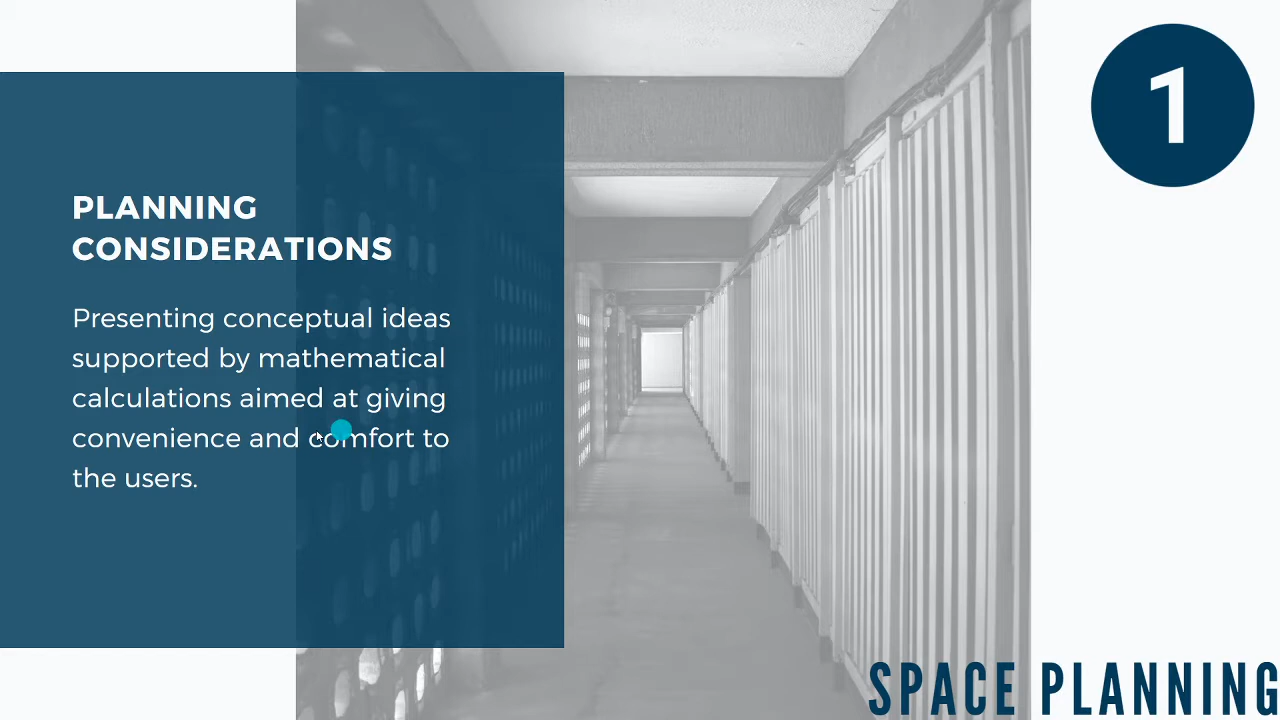 1
PLANNING
CONSIDERATIONS
Presenting conceptual ideas
supported by mathematical
calculations aimed at giving
convenience and comfort to
the users.
SPACE PLANNING